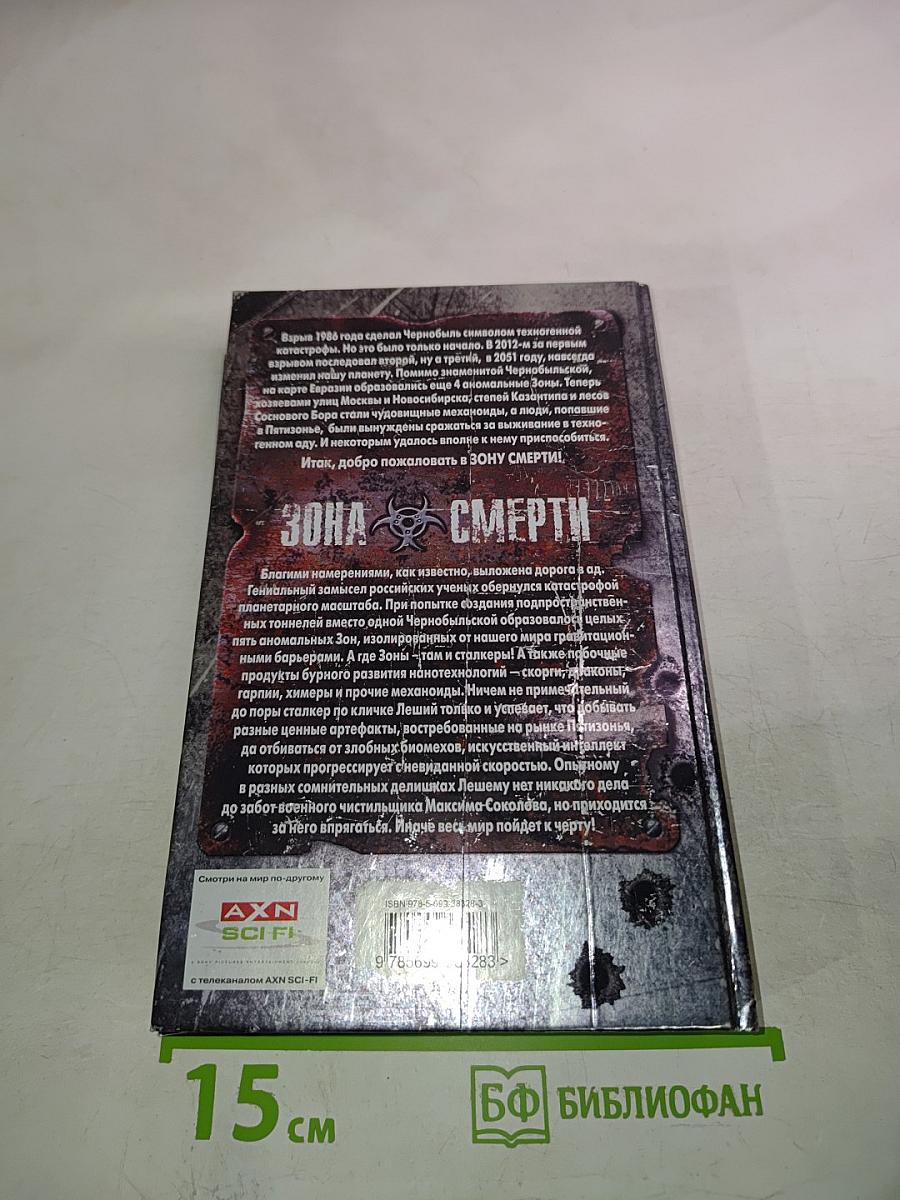 Взрыв 1986 года сделал Чернобыль символом техногенной
катастрофы. Но это было только начало. В 2012-м за первым
взрывом последовал второй, ну а третий, в 2051 году, навсегда
изменил нашу планету. Помимо знаменитой Чернобыльской,
на карте Евразии образовались еще 4 аномальные Зоны. Теперь
хозяевами улиц Москвы и Новосибирска, степей Казантипа и лесов
Соснового Бора стали чудовищные механоиды, а люди, попавшие
в Пятизонье, были вынуждены сражаться за выживание в техно-
генном аду. И некоторым удалось вполне к нему приспособиться.
Итак, добро пожаловать в ЗОНУ СМЕРТИ!
ЗОНА СМЕРТИ
Благими намерениями, как известно, выложена дорога в ад.
Гениальный замысел российских ученых обернулся катастрофой
планетарного масштаба. При попытке создания подпространствен-
ных тоннелей вместо одной Чернобыльской образовалось целых
пять аномальных Зон, изолированных от нашего мира гравитацион-
ными барьерами. А где Зоны – там и сталкеры! А также побочные
продукты бурного развития нанотехнологий – скорги, драконы,
гарпии, химеры и прочие механоиды. Ничем не примечательный
до поры сталкер по кличке Леший только и успевает, что добывать
разные ценные артефакты, востребованные на рынке Пятизонья,
да отбиваться от злобных биомехов, искусственный интеллект
которых прогрессирует с невиданной скоростью. Опытному
в разных сомнительных делишках Лешему нет никакого дела
до забот военного чистильщика Максима Соколова, но приходится
за него впрягаться. Иначе весь мир пойдет к черту!
Смотри на мир по-другому
AXN
SCI FI
с телеканалом AXN SCI-FI
ISBN 978-5-699-38328-3
15 см
БФ БИБЛИОФАН